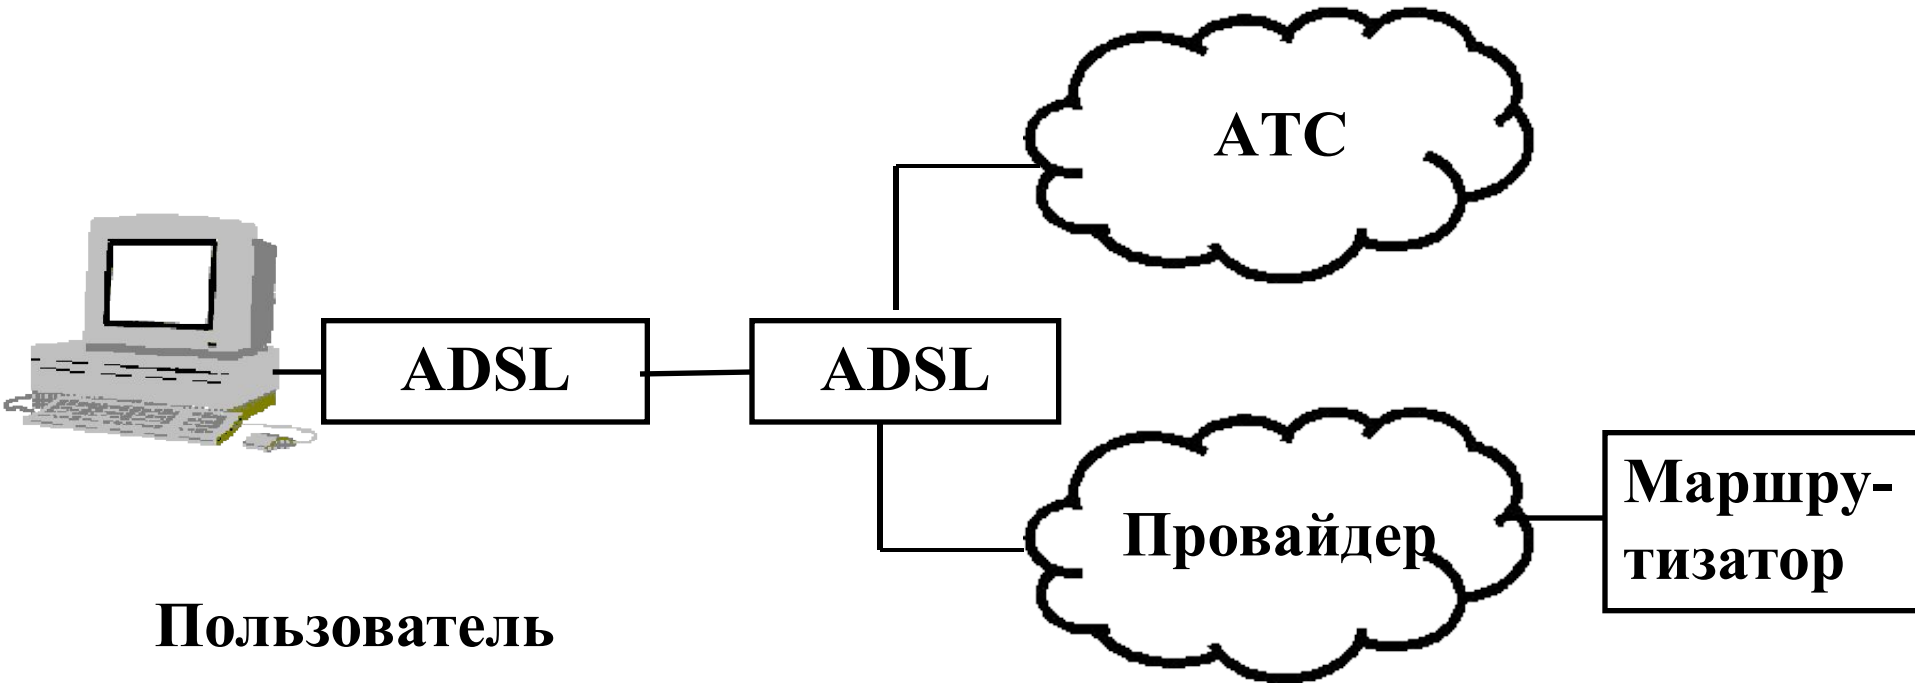 АТС
ADSL
ADSL
Провайдер
Маршру-
тизатор
Пользователь